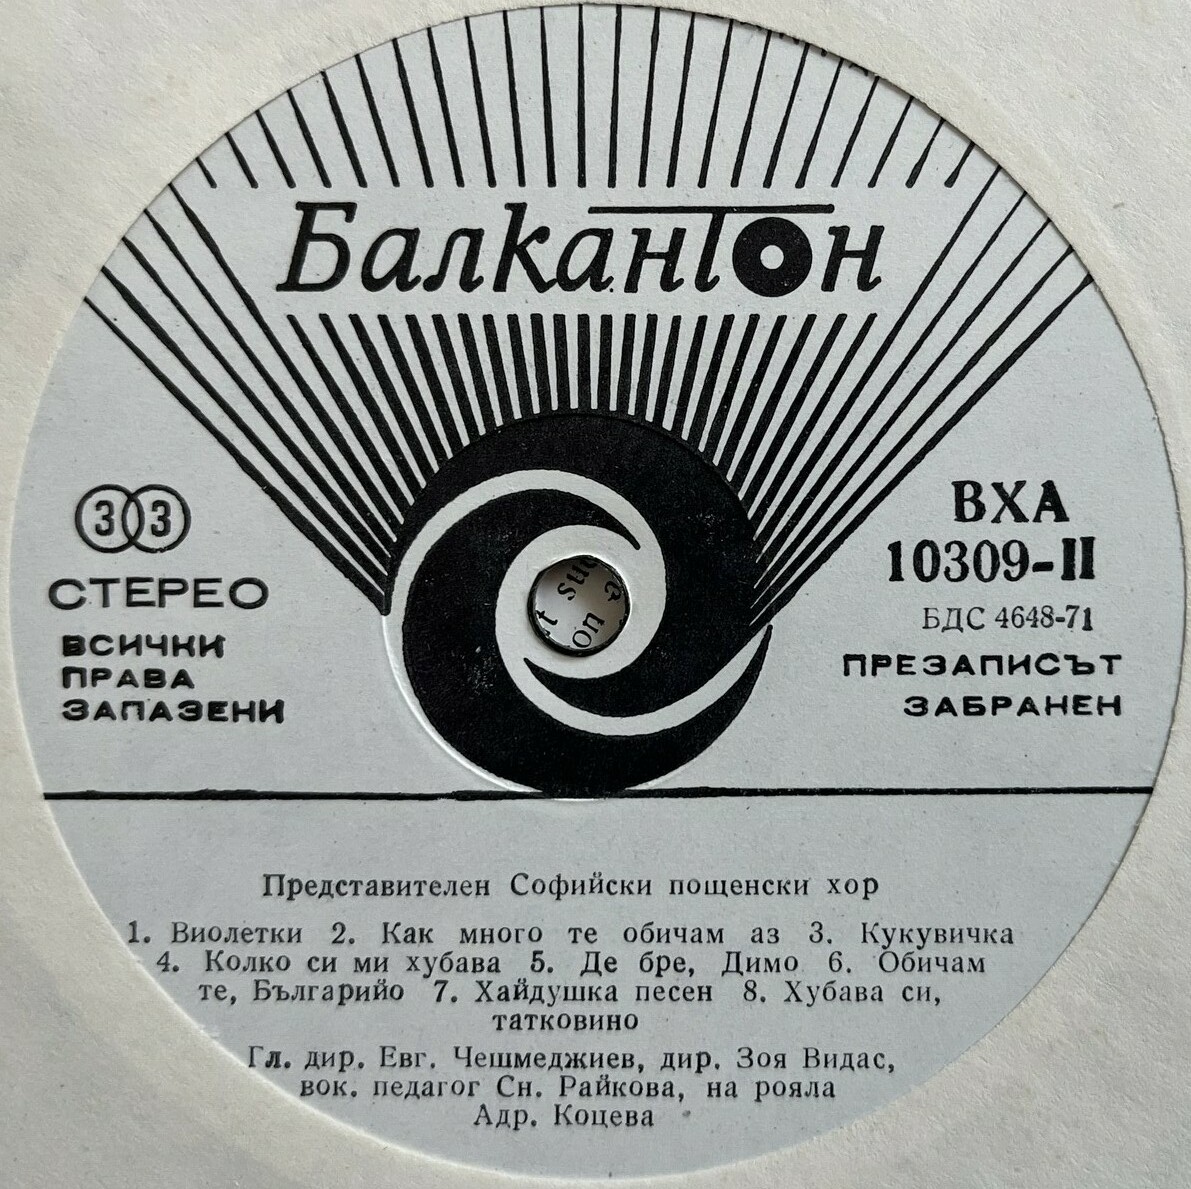 Балкантон
33
СТЕРЕО
ВСИЧКИ
ПРАВА
ЗАПАЗЕНИ
ВХА
10309-II
БДС 4648-71
ПРЕЗАПИСЪТ
ЗАБРАНЕН
Представителен Софийски пощенски хор
1. Виолетки 2. Как много те обичам аз 3. Кукувичка
4. Колко си ми хубава 5. Де бре, Димо 6. Обичам
те, Българийо 7. Хайдушка песен 8. Хубава си,
татковино
Гл. дир. Евг. Чешмеджиев, дир. Зоя Видас,
вок. педагог Сн. Райкова, на рояла
Адр. Коцева